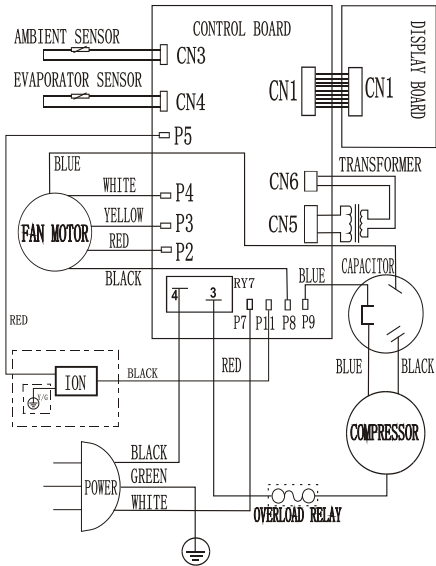 AMBIENT SENSOR
CN3
EVAPORATOR SENSOR
CN4
P5
CONTROL BOARD
CN1
CN1
DISPLAY BOARD
TRANSFORMER
CN6
CN5
BLUE
WHITE
P4
YELLOW
P3
FAN MOTOR
RED
P2
BLACK
CAPACITOR
BLUE
4
3
RY7
P7
P11
P8
P9
RED
RED
BLUE
BLACK
ION
BLACK
Y/G
COMPRESSOR
BLACK
GREEN
POWER
WHITE
OVERLOAD RELAY